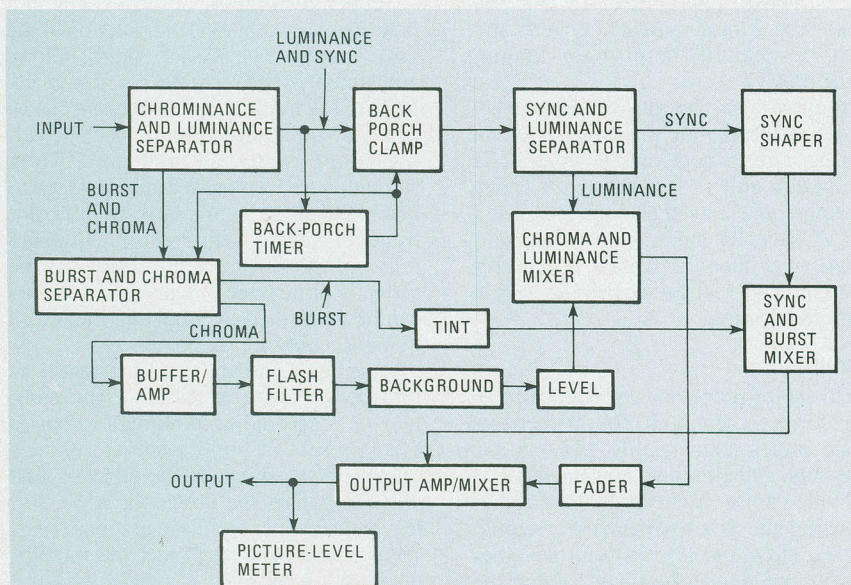 LUMINANCE
AND SYNC
INPUT
CHROMINANCE
AND LUMINANCE
SEPARATOR
BACK
PORCH
CLAMP
SYNC AND
LUMINANCE
SEPARATOR
SYNC
SYNC
SHAPER
BURST
AND
CHROMA
BACK-PORCH
TIMER
LUMINANCE
CHROMA AND
LUMINANCE
MIXER
BURST AND CHROMA
SEPARATOR
BURST
CHROMA
TINT
SYNC
AND
BURST
MIXER
BUFFER/
AMP
FLASH
FILTER
BACKGROUND
LEVEL
OUTPUT
OUTPUT AMP/MIXER
FADER
PICTURE-LEVEL
METER